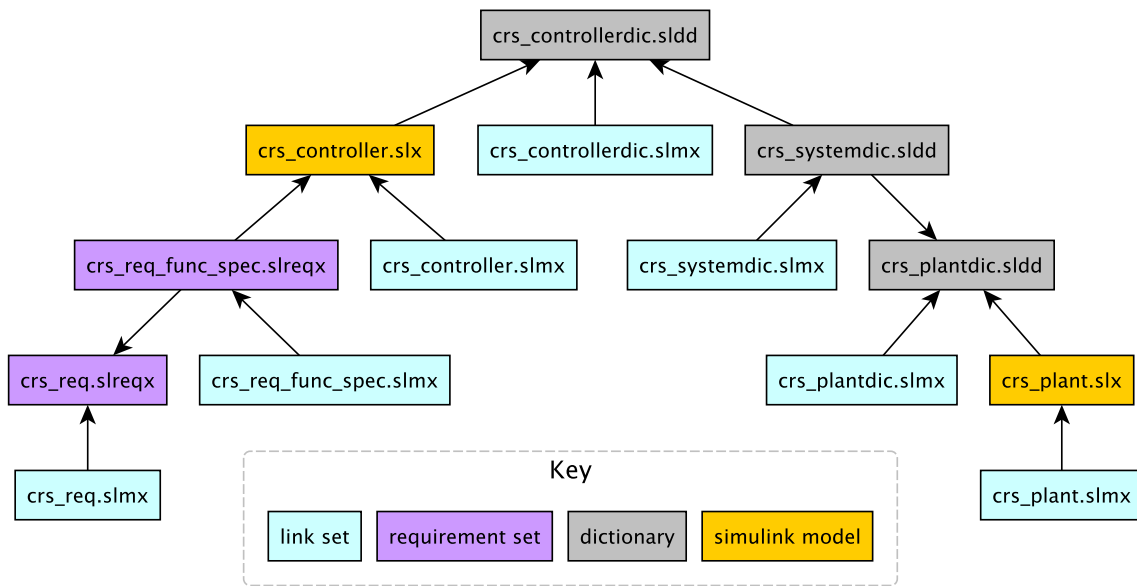 crs_controllerdic.sldd
crs_controller.slx
crs_controllerdic.slmx
crs_systemdic.sldd
crs_req_func_spec.slreqx
crs_controller.slmx
crs_systemdic.slmx
crs_plantdic.sldd
crs_req.slreqx
crs_req_func_spec.slmx
crs_plantdic.slmx
crs_plant.slx
crs_req.slmx
crs_plant.slmx
Key
link set
requirement set
dictionary
simulink model